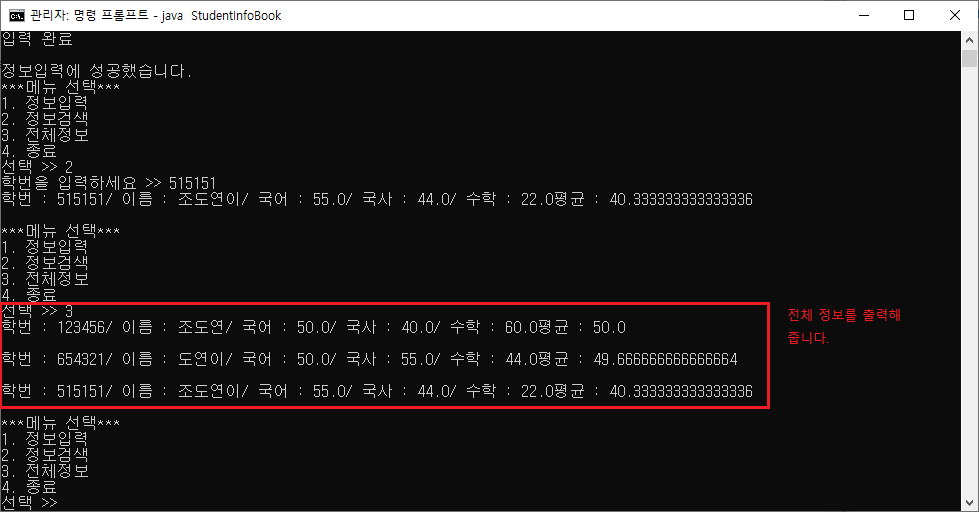 관리자: 명령 프롬프트 - java StudentInfoBook
입력 완료
정보입력에 성공했습니다.
***메뉴 선택***
1. 정보입력
2. 정보검색
3. 전체정보
4. 종료
선택 >> 2
학번을 입력하세요 >> 515151
학번 : 515151/ 이름 : 조도연이/ 국어 : 55.0/ 국사 : 44.0/ 수학 : 22.0평균 : 40.333333333333336
***메뉴 선택***
1. 정보입력
2. 정보검색
3. 전체정보
4. 종료
선택 >> 3
학번 : 123456/ 이름 : 조도연/ 국어 : 50.0/ 국사 : 40.0/ 수학 : 60.0평균 : 50.0
학번 : 654321/ 이름 : 도연이/ 국어 : 50.0/ 국사 : 55.0/ 수학 : 44.0평균 : 49.666666666666664
학번 : 515151/ 이름 : 조도연이/ 국어 : 55.0/ 국사 : 44.0/ 수학 : 22.0평균 : 40.333333333333336
전체 정보를 출력해
줍니다.
***메뉴 선택***
1. 정보입력
2. 정보검색
3. 전체정보
4. 종료
선택 >>